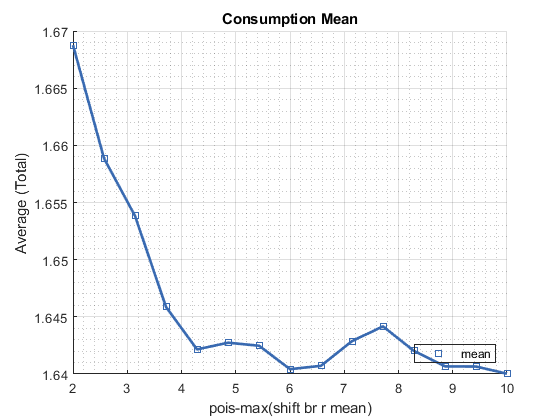 Consumption Mean
1.67
1.665
1.66
1.655
1.65
1.645
1.64
Average (Total)
2 3 4 5 6 7 8 9 10
pois-max(shift br r mean)
mean